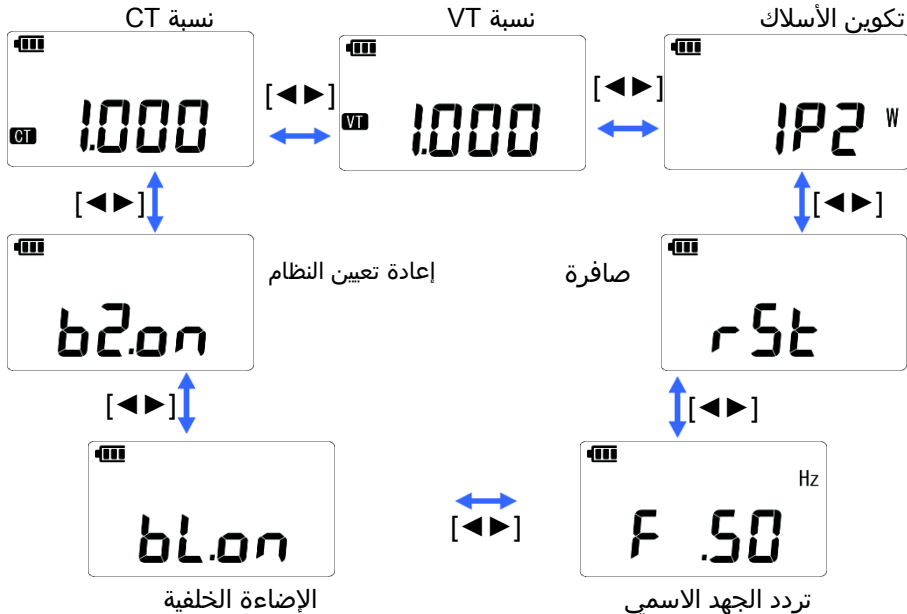 تكوين الأسلاك
نسبة VT
نسبة CT
1P2 W
[◄►]
VT 1.000
[◄►]
CT 1.000
[◄►]
[◄►]
rSt
صافرة
إعادة تعيين النظام
bZ.on
[◄►]
[◄►]
Hz
F .50
[◄►]
bL.on
تردد الجهد الاسمي
الإضاءة الخلفية